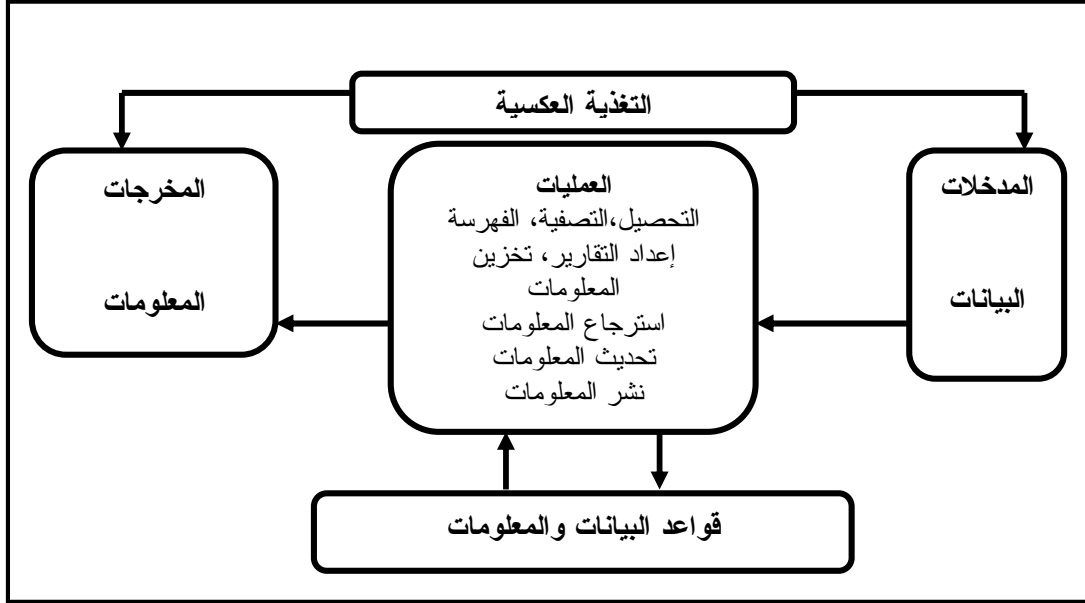 التغذية العكسية
المدخلات
البيانات
العمليات
التحصيل،التصفية، الفهرسة
إعداد التقارير، تخزين
المعلومات
استرجاع المعلومات
تحديث المعلومات
نشر المعلومات
المخرجات
المعلومات
قواعد البيانات والمعلومات